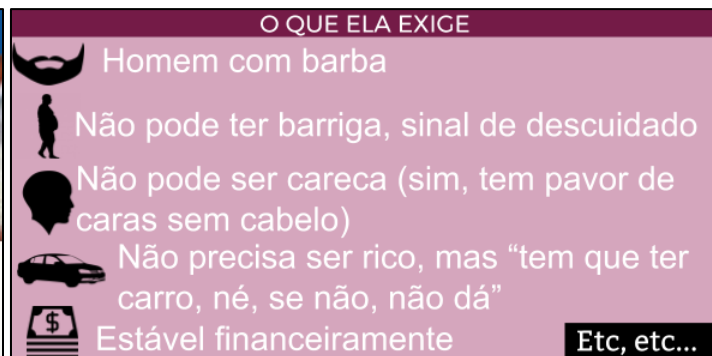 O QUE ELA EXIGE
Homem com barba
Não pode ter barriga, sinal de descuidado
Não pode ser careca (sim, tem pavor de
caras sem cabelo)
Não precisa ser rico, mas “tem que ter
carro, né, se não, não dá”
$
Estável financeiramente
Etc, etc...